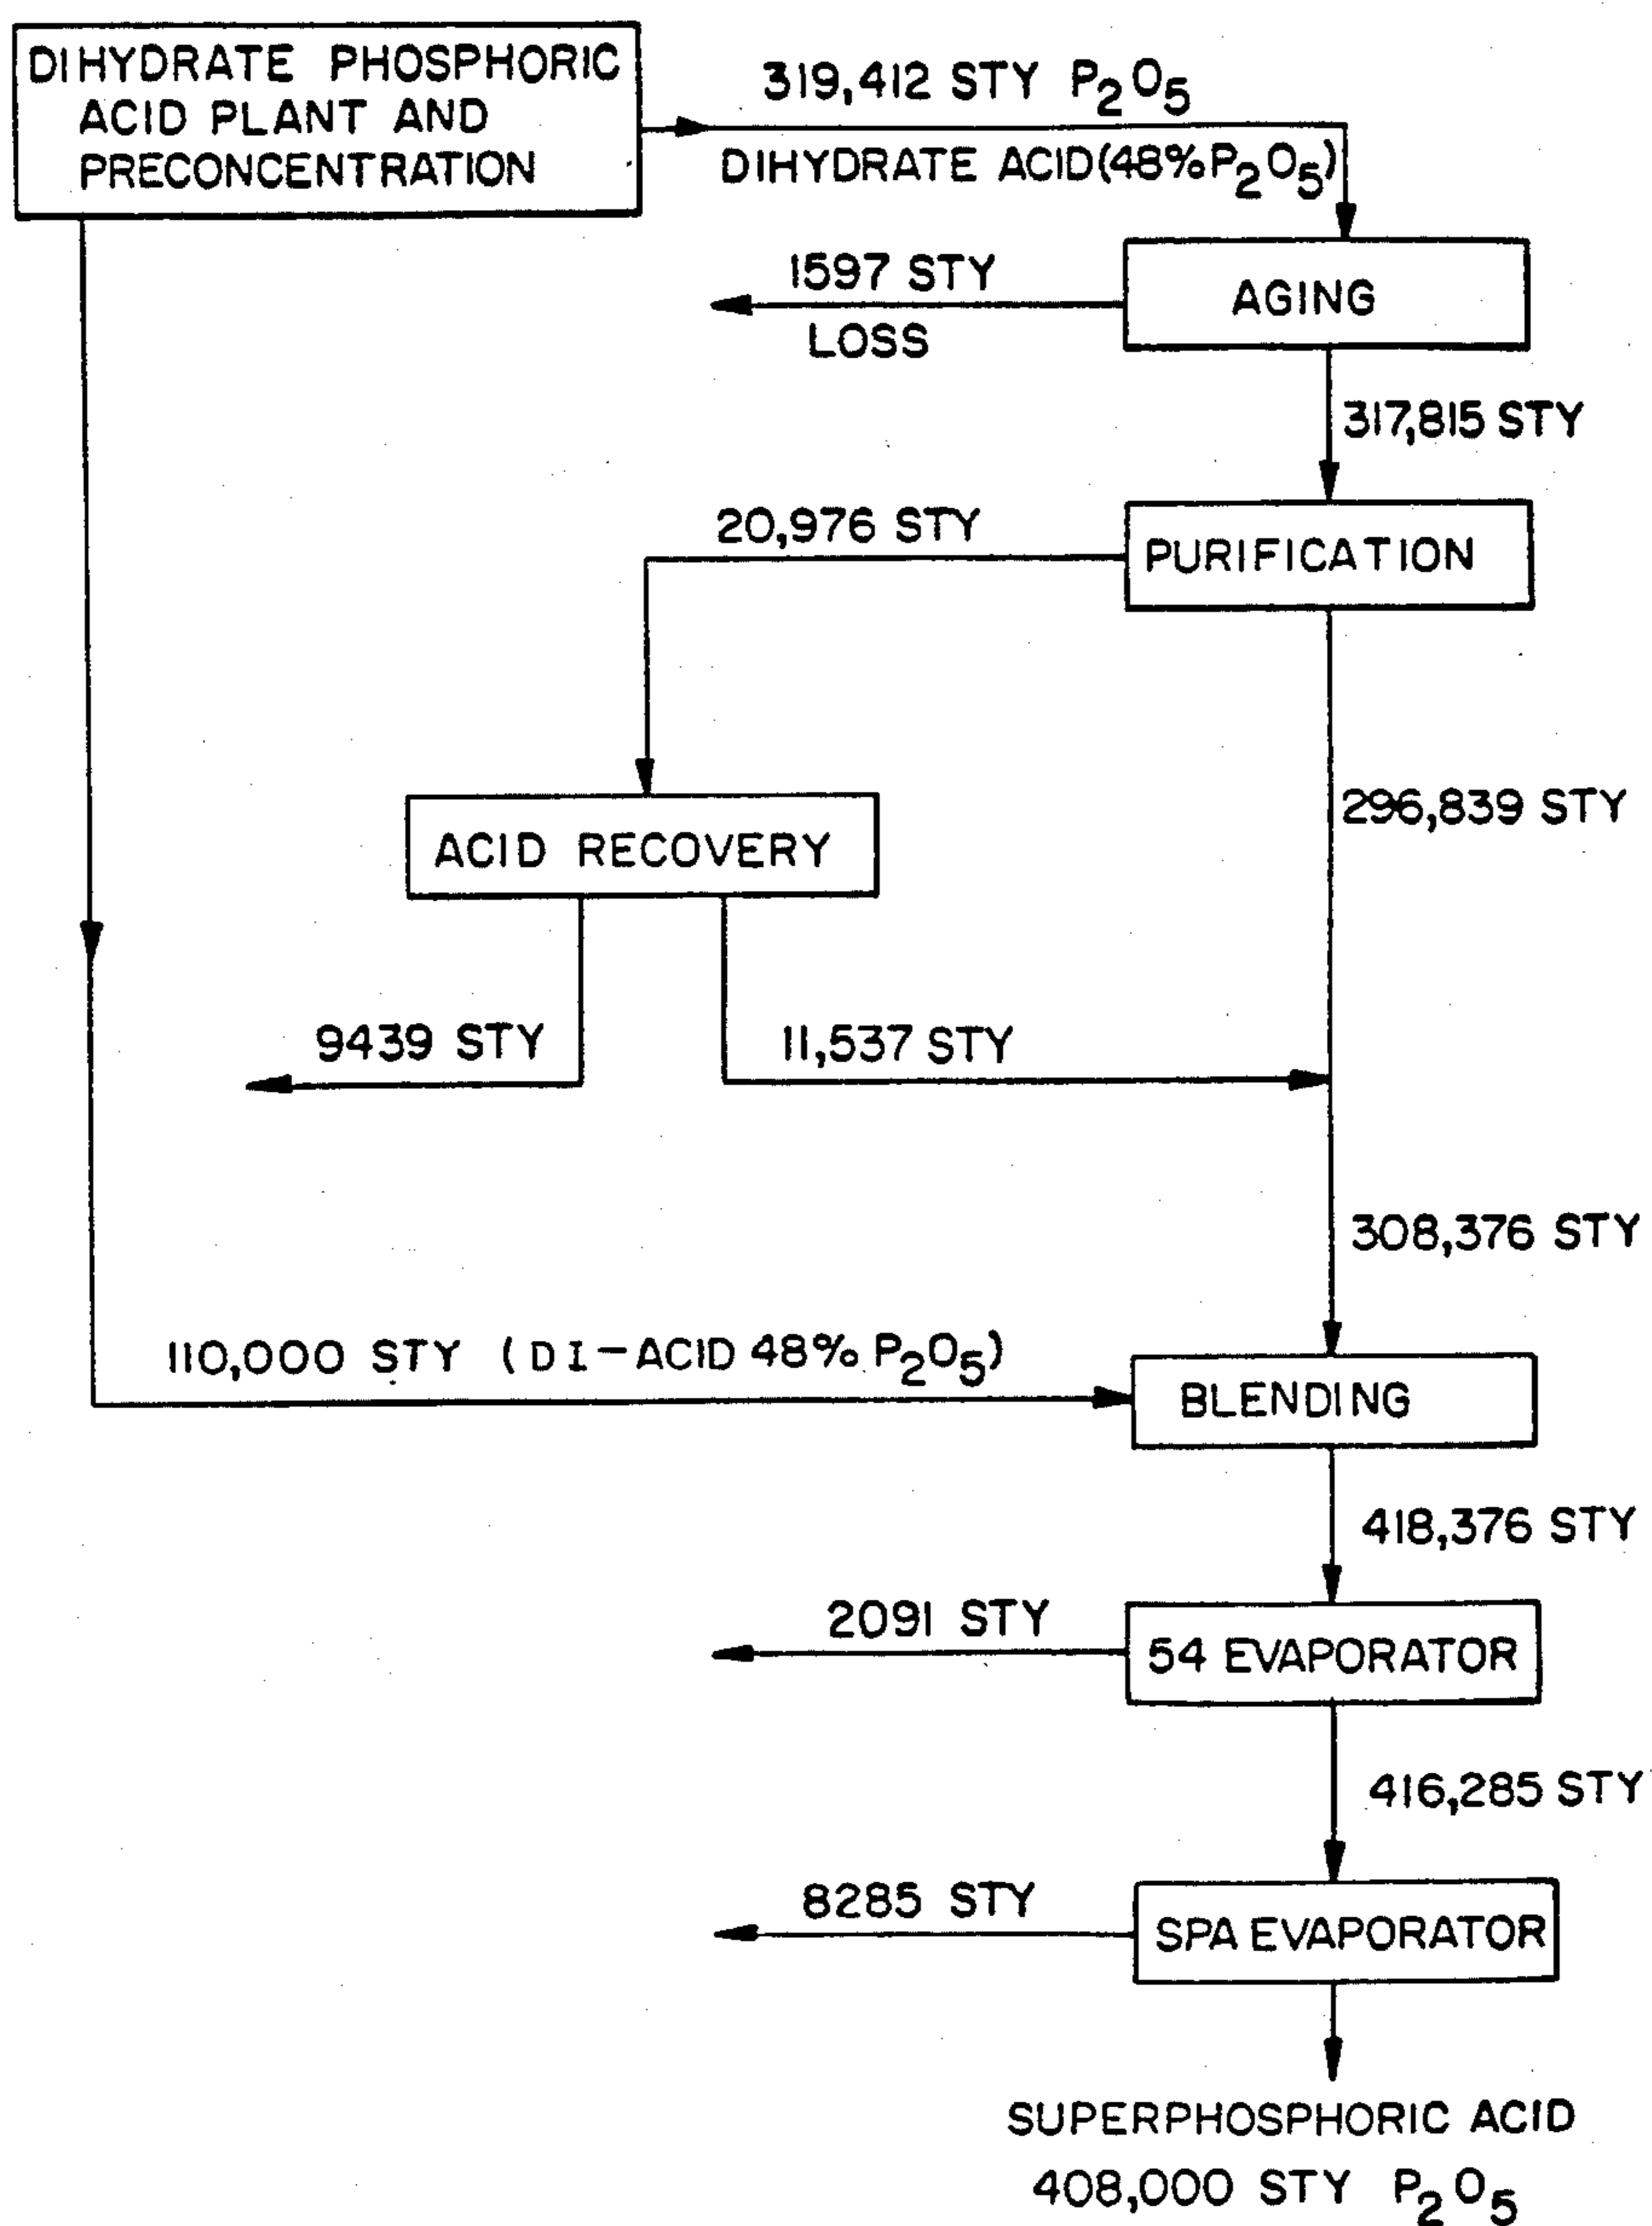 DIHYDRATE PHOSPHORIC
ACID PLANT AND
PRECONCENTRATION
319,412 STY P₂O₅
DIHYDRATE ACID (48% P₂O₅)
1597 STY
LOSS
AGING
317,815 STY
20,976 STY
PURIFICATION
296,839 STY
ACID RECOVERY
9439 STY
11,537 STY
308,376 STY
110,000 STY (DI-ACID 48% P₂O₅)
BLENDING
418,376 STY
2091 STY
54 EVAPORATOR
416,285 STY
8285 STY
SPA EVAPORATOR
SUPERPHOSPHORIC ACID
408,000 STY P₂O₅